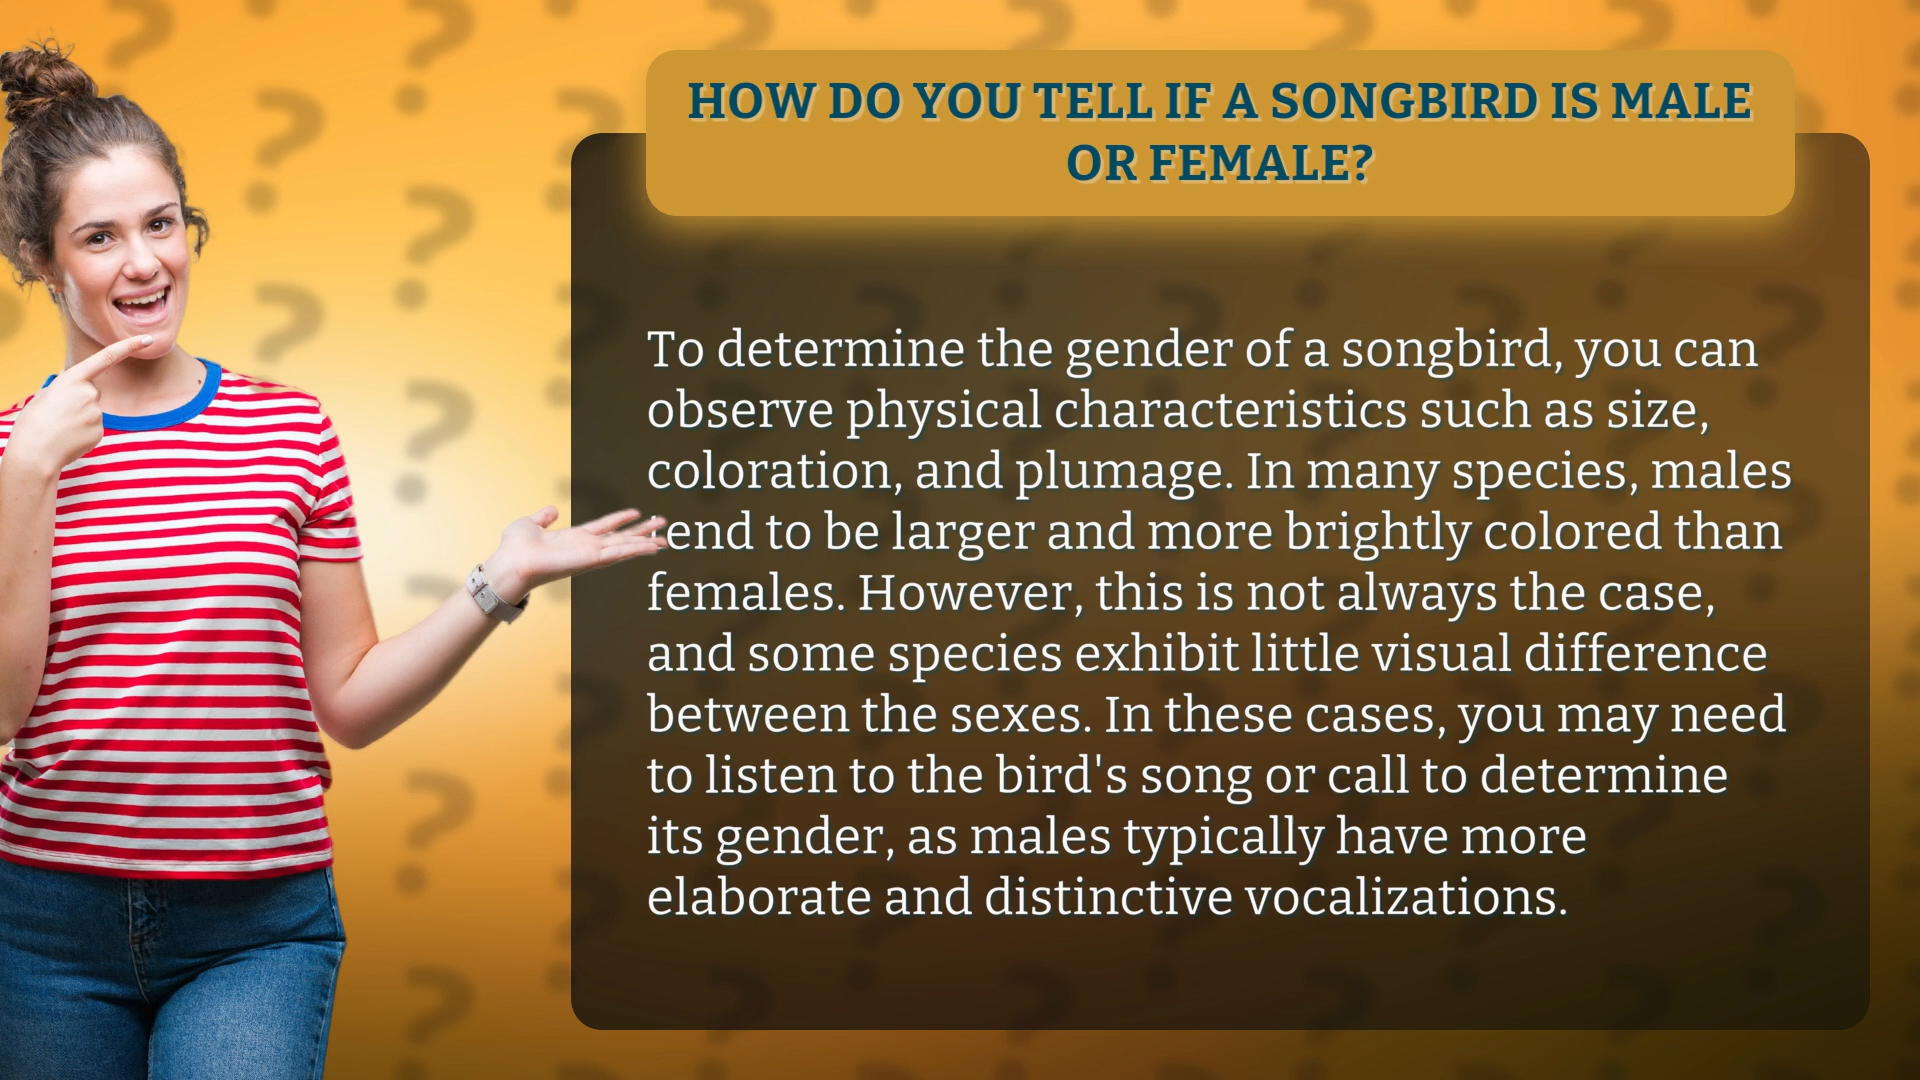 HOW DO YOU TELL IF A SONGBIRD IS MALE
OR FEMALE?
To determine the gender of a songbird, you can
observe physical characteristics such as size,
coloration, and plumage. In many species, males
tend to be larger and more brightly colored than
females. However, this is not always the case,
and some species exhibit little visual difference
between the sexes. In these cases, you may need
to listen to the bird's song or call to determine
its gender, as males typically have more
elaborate and distinctive vocalizations.